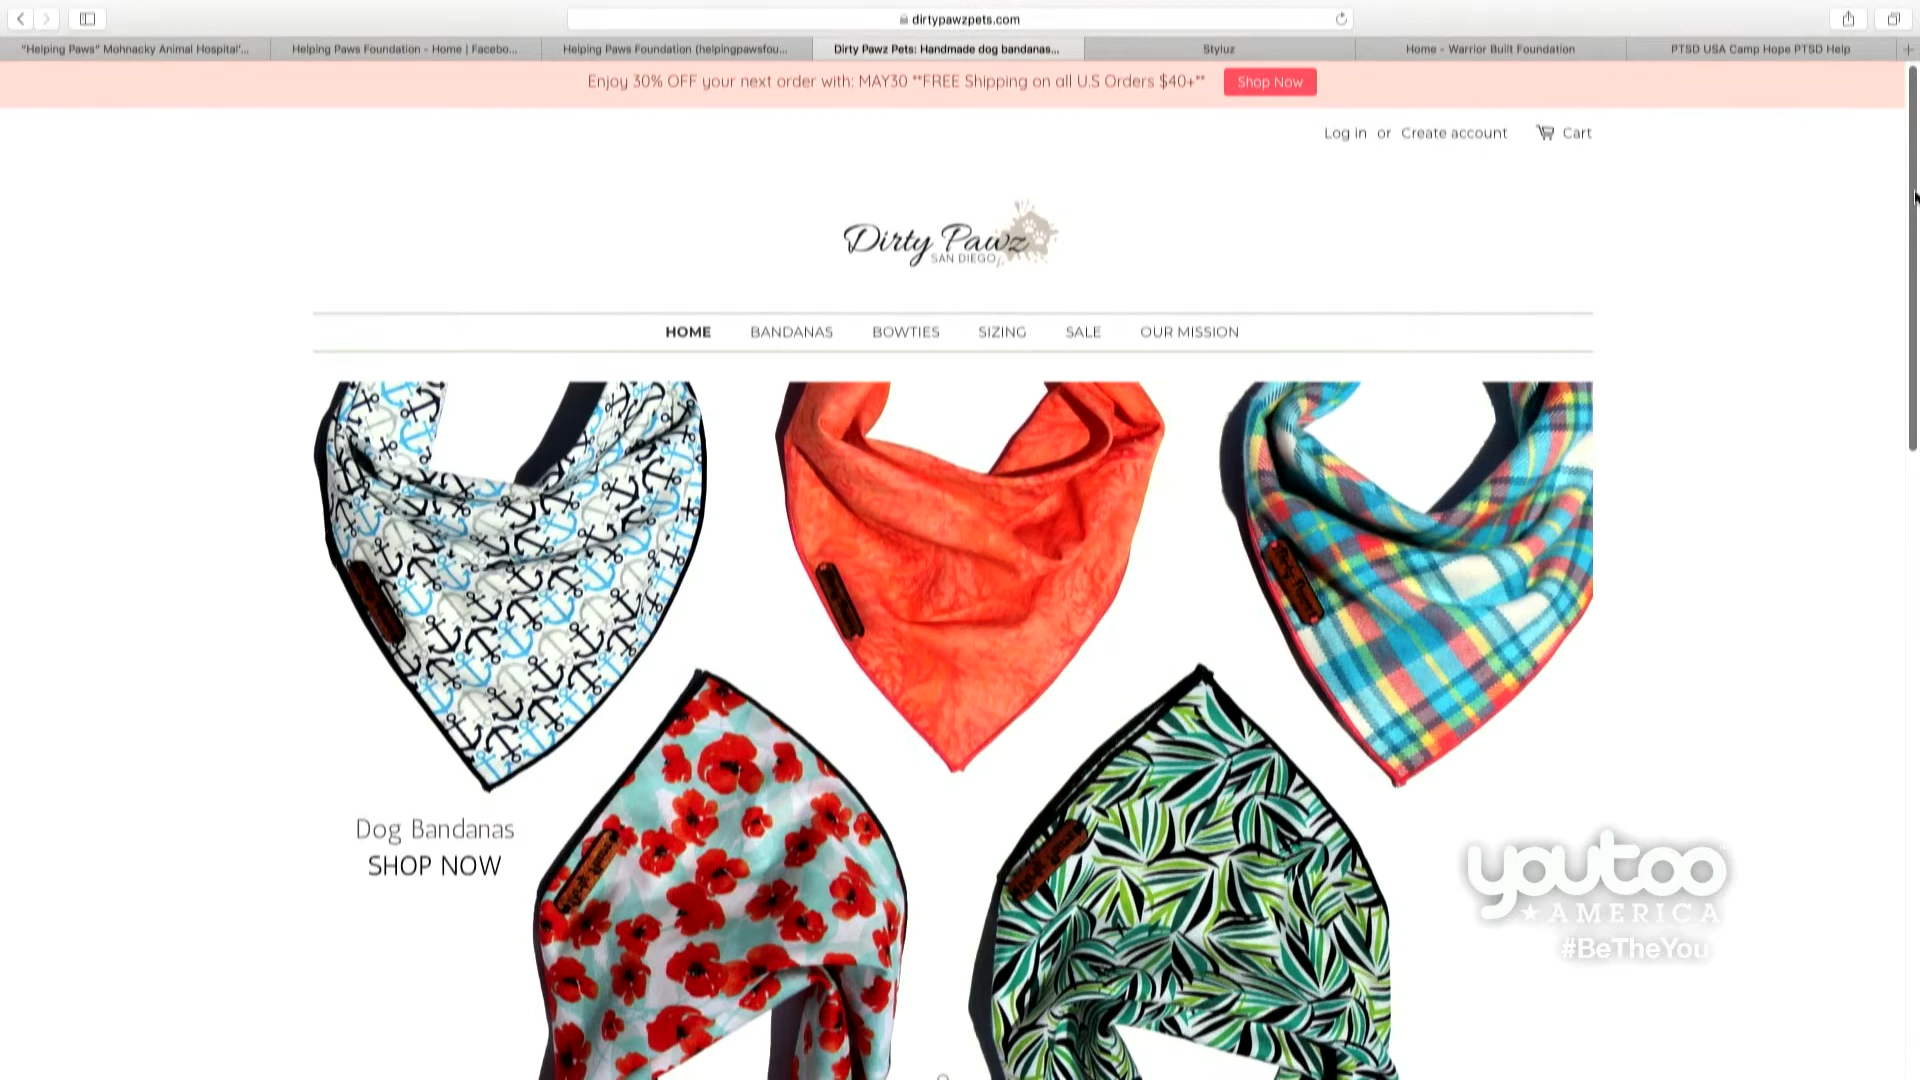 dirtypawzpets.com
"Helping Paws" Mohnacky Animal Hospital'...
Helping Paws Foundation - Home | Facebo...
Helping Paws Foundation (helpingpawsfou...
Dirty Pawz Pets: Handmade dog bandanas...
Styluz
Home - Warrior Built Foundation
PTSD USA Camp Hope PTSD Help
Enjoy 30% OFF your next order with: MAY30 **FREE Shipping on all U.S Orders $40+**
Shop Now
Log in or Create account
Cart
Dirty Pawz
SAN DIEGO
HOME
BANDANAS
BOWTIES
SIZING
SALE
OUR MISSION
Dog Bandanas
SHOP NOW
youtoo
AMERICA
#BeTheYou